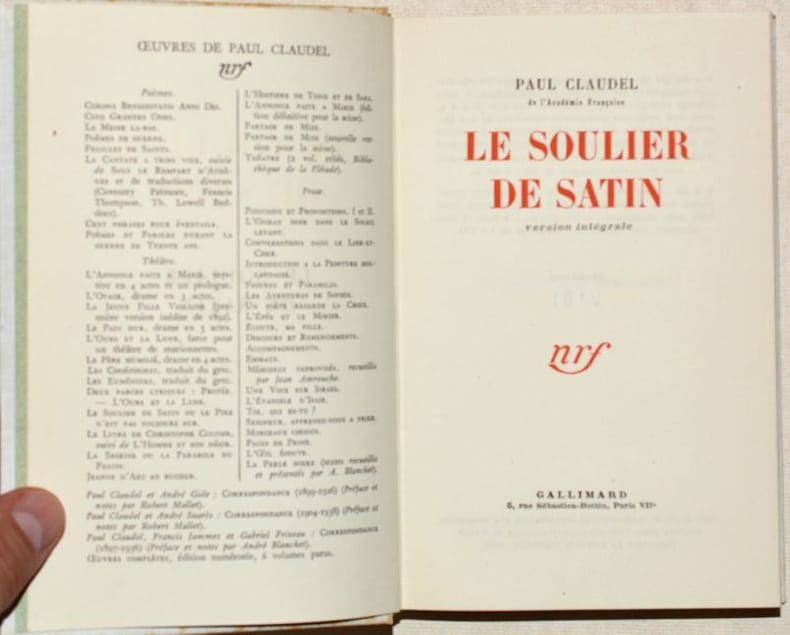 ŒUVRES DE PAUL CLAUDEL
nrf
Poèmes.
CORONA BENIGNITATIS ANNI DEI.
CINQ GRANDES ODES.
LA MESSE LA-BAS.
POÈMES DE GUERRE.
FEUILLES DE SAINTS.
LA CANTATE A TROIS VOIX, suivie
de SOUS LE REMPART D'ATHÈ-
NES et de traductions diverses
(Coventry Patmore, Francis
Thompson, Th. Lowell Bed-
does).
CENT PHRASES POUR ÉVENTAILS.
POÈMES ET PAROLES DURANT LA
GUERRE DE TRENTE ANS.
Théâtre.
L'ANNONCE FAITE A MARIE, mys-
tère en 4 actes et un prologue.
L'OTAGE, drame en 3 actes.
LA JEUNE FILLE VIOLAINE (pre-
mière version inédite de 1892).
LE PAIN DUR, drame en 3 actes.
L'OURS ET LA LUNE, farce pour
un théâtre de marionnettes.
LE PÈRE HUMILIÉ, drame en 4 actes.
LES CHOÉPHORES, traduit du grec.
LES EUMÉNIDES, traduit du grec.
DEUX FARCES LYRIQUES : PROTÉE.
— L'OURS ET LA LUNE.
LE SOULIER DE SATIN OU LE PIRE
N'EST PAS TOUJOURS SUR.
LE LIVRE DE CHRISTOPHE COLOMB,
suivi de L'HOMME ET SON DÉSIR.
LA SAGESSE OU LA PARABOLE DU
FESTIN.
JEANNE D'ARC AU BUCHER.
L'HISTOIRE DE TOBIE ET DE SARA.
L'ANNONCE FAITE A MARIE (édi-
tion définitive pour la scène).
PARTAGE DE MIDI.
PARTAGE DE MIDI (nouvelle ver-
sion pour la scène).
THÉÂTRE (2 vol. reliés, Biblio-
thèque de la Pléiade).
Prose.
POSITIONS ET PROPOSITIONS, I et II.
L'OISEAU NOIR DANS LE SOLEIL
LEVANT.
CONVERSATIONS DANS LE LOIR-ET-
CHER.
INTRODUCTION A LA PEINTURE HOL-
LANDAISE.
FIGURES ET PARABOLES.
LES AVENTURES DE SOPHIE.
UN POÈTE REGARDE LA CROIX.
L'ÉPÉE ET LE MIROIR.
ÉCOUTE, MA FILLE.
DISCOURS ET REMERCIEMENTS.
ACCOMPAGNEMENTS.
EMMAUS.
MÉMOIRES IMPROVISÉS, recueillis
par Jean Amrouche.
UNE VOIX SUR ISRAEL.
L'ÉVANGILE D'ISAIE.
TOI, QUI ES-TU ?
SEIGNEUR, APPRENEZ-NOUS A PRIER.
MORCEAUX CHOISIS.
PAGES DE PROSE.
L'ŒIL ÉCOUTE.
LA PERLE NOIRE (textes recueillis
et présentés par A. Blanchet).
Paul Claudel et André Gide : CORRESPONDANCE (1899-1926) (Préface et
notes par Robert Mallet).
Paul Claudel et André Suarès : CORRESPONDANCE (1904-1938) (Préface et
notes par Robert Mallet).
Paul Claudel, Francis Jammes et Gabriel Frizeau : CORRESPONDANCE
(1897-1936) (Préface et notes par André Blanchet).
ŒUVRES COMPLÈTES, édition numérotée, 6 volumes parus.
PAUL CLAUDEL
de l'Académie Française
LE SOULIER
DE SATIN
version intégrale
nrf
GALLIMARD
5, rue Sébastien-Bottin, Paris VIIᵉ